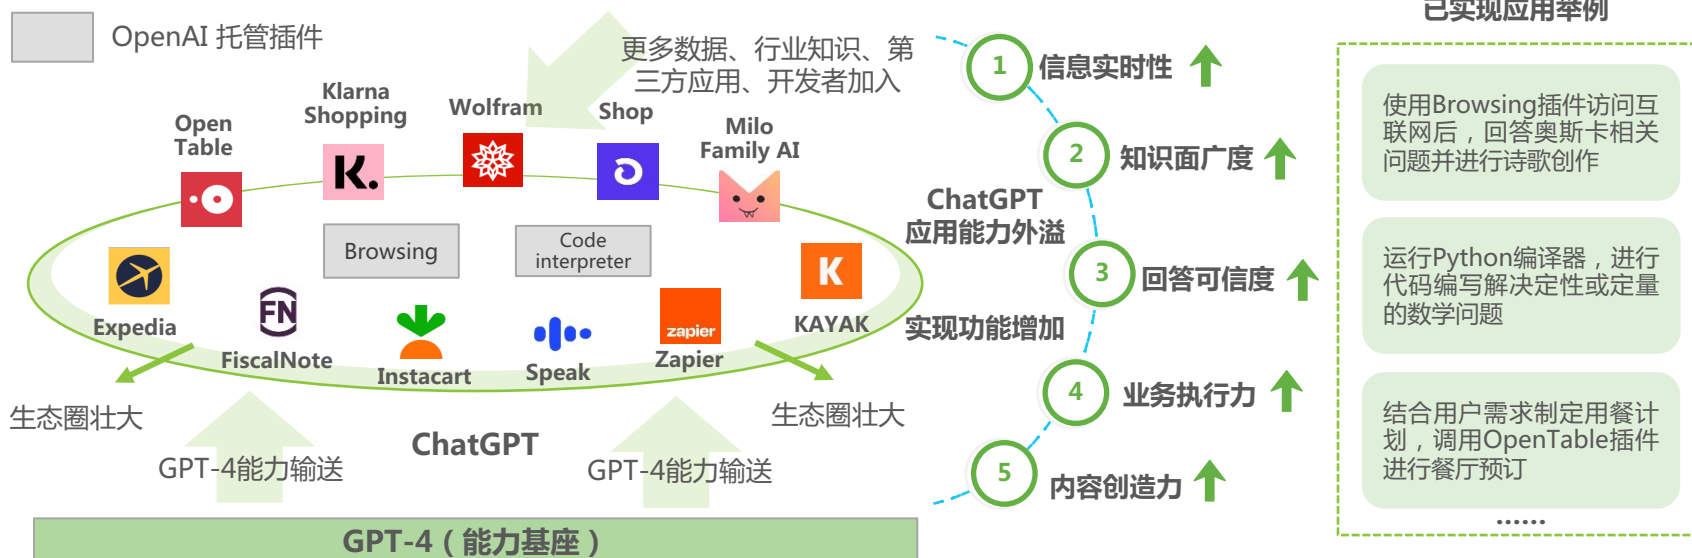 OpenAI 托管插件
更多数据、行业知识、第
三方应用、开发者加入
Open
Table
Klarna
Shopping
Wolfram
Shop
Milo
Family AI
K.
Browsing
Code
interpreter
Expedia
FN
FiscalNote
Instacart
Speak
zapier
Zapier
K
KAYAK
生态圈壮大
生态圈壮大
ChatGPT
GPT-4能力输送
GPT-4能力输送
GPT-4（能力基座）
ChatGPT
应用能力外溢
实现功能增加
1 信息实时性
2 知识面广度
3 回答可信度
4 业务执行力
5 内容创造力
已实现应用举例
使用Browsing插件访问互
联网后，回答奥斯卡相关
问题并进行诗歌创作
运行Python编译器，进行
代码编写解决定性或定量
的数学问题
结合用户需求制定用餐计
划，调用OpenTable插件
进行餐厅预订
······